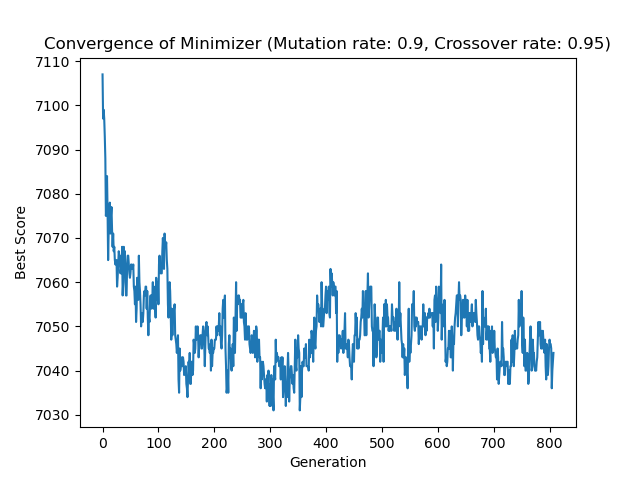 Convergence of Minimizer (Mutation rate: 0.9, Crossover rate: 0.95)
7110
7100
7090
7080
7070
7060
7050
7040
7030
Best Score
0 100 200 300 400 500 600 700 800
Generation